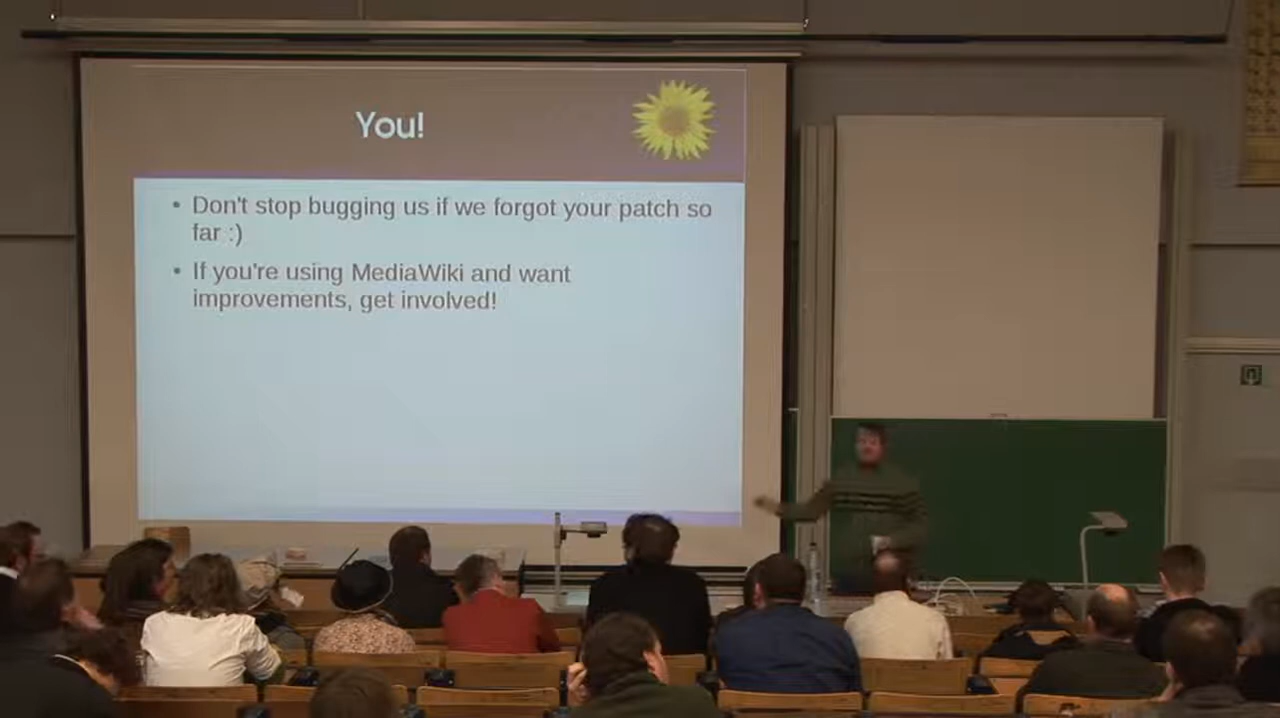 You!
• Don't stop bugging us if we forgot your patch so
far :)
• If you're using MediaWiki and want
improvements, get involved!